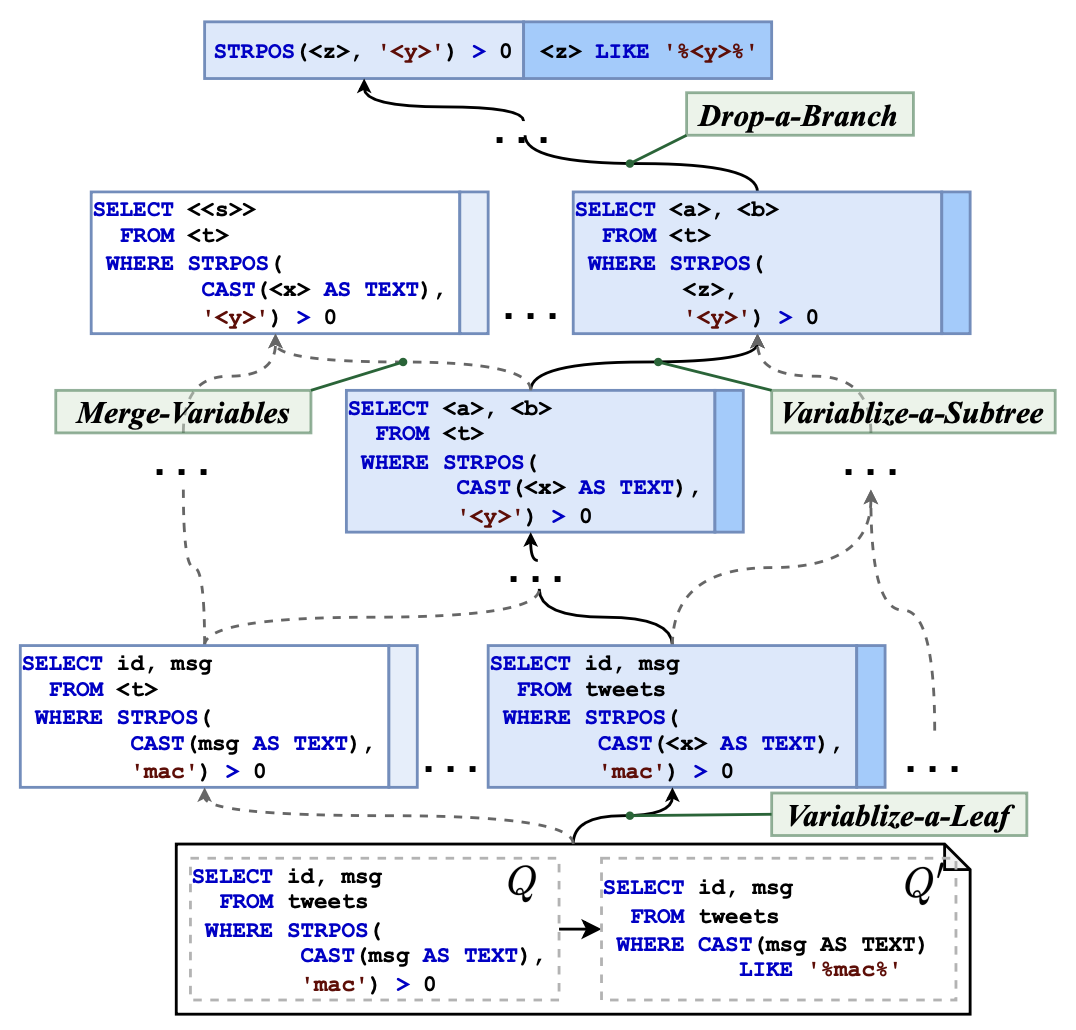 STRPOS(<z>, '<y>') > 0 <z> LIKE '%<y>%'
Drop-a-Branch
...
SELECT <<s>>
FROM <t>
WHERE STRPOS(
CAST(<x> AS TEXT),
'<y>') > 0
...
SELECT <a>, <b>
FROM <t>
WHERE STRPOS(
<z>,
'<y>') > 0
Merge-Variables
Variablize-a-Subtree
SELECT <a>, <b>
FROM <t>
WHERE STRPOS(
CAST(<x> AS TEXT),
'<y>') > 0
...
...
...
SELECT id, msg
FROM <t>
WHERE STRPOS(
CAST(msg AS TEXT),
'mac') > 0
...
SELECT id, msg
FROM tweets
WHERE STRPOS(
CAST(<x> AS TEXT),
'mac') > 0
...
Variablize-a-Leaf
Q
SELECT id, msg
FROM tweets
WHERE STRPOS(
CAST(msg AS TEXT),
'mac') > 0
Q'
SELECT id, msg
FROM tweets
WHERE CAST(msg AS TEXT)
LIKE '%mac%'